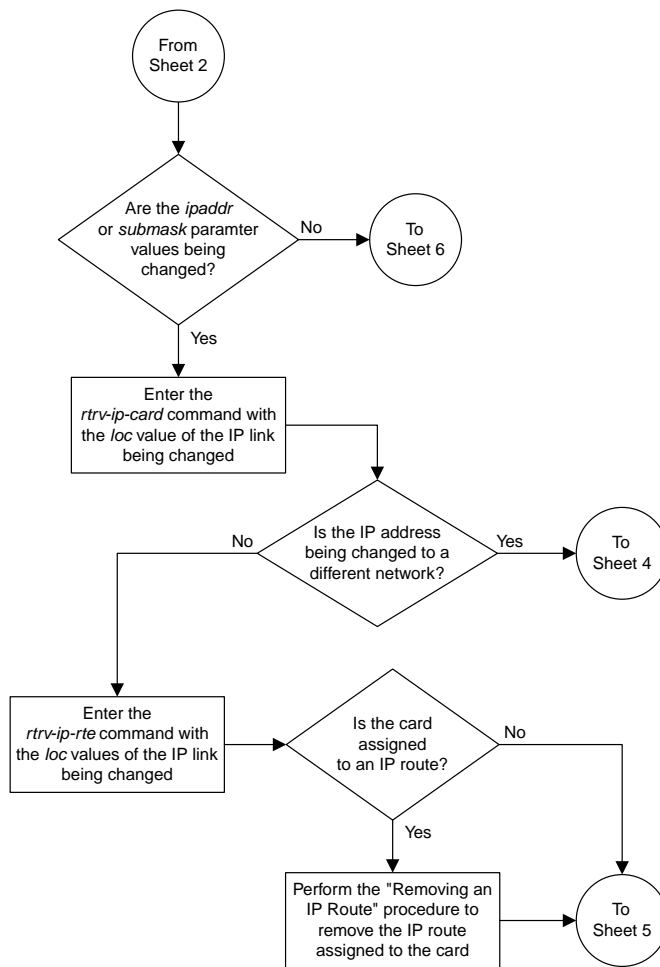 From
Sheet 2
Are the ipaddr
or submask paramter
values being
changed?
No
To
Sheet 6
Yes
Enter the
rtrv-ip-card command with
the loc value of the IP link
being changed
Is the IP address
being changed to a
different network?
No
Yes
To
Sheet 4
Enter the
rtrv-ip-rte command with
the loc values of the IP link
being changed
Is the card
assigned
to an IP route?
No
Yes
Perform the "Removing an
IP Route" procedure to
remove the IP route
assigned to the card
To
Sheet 5